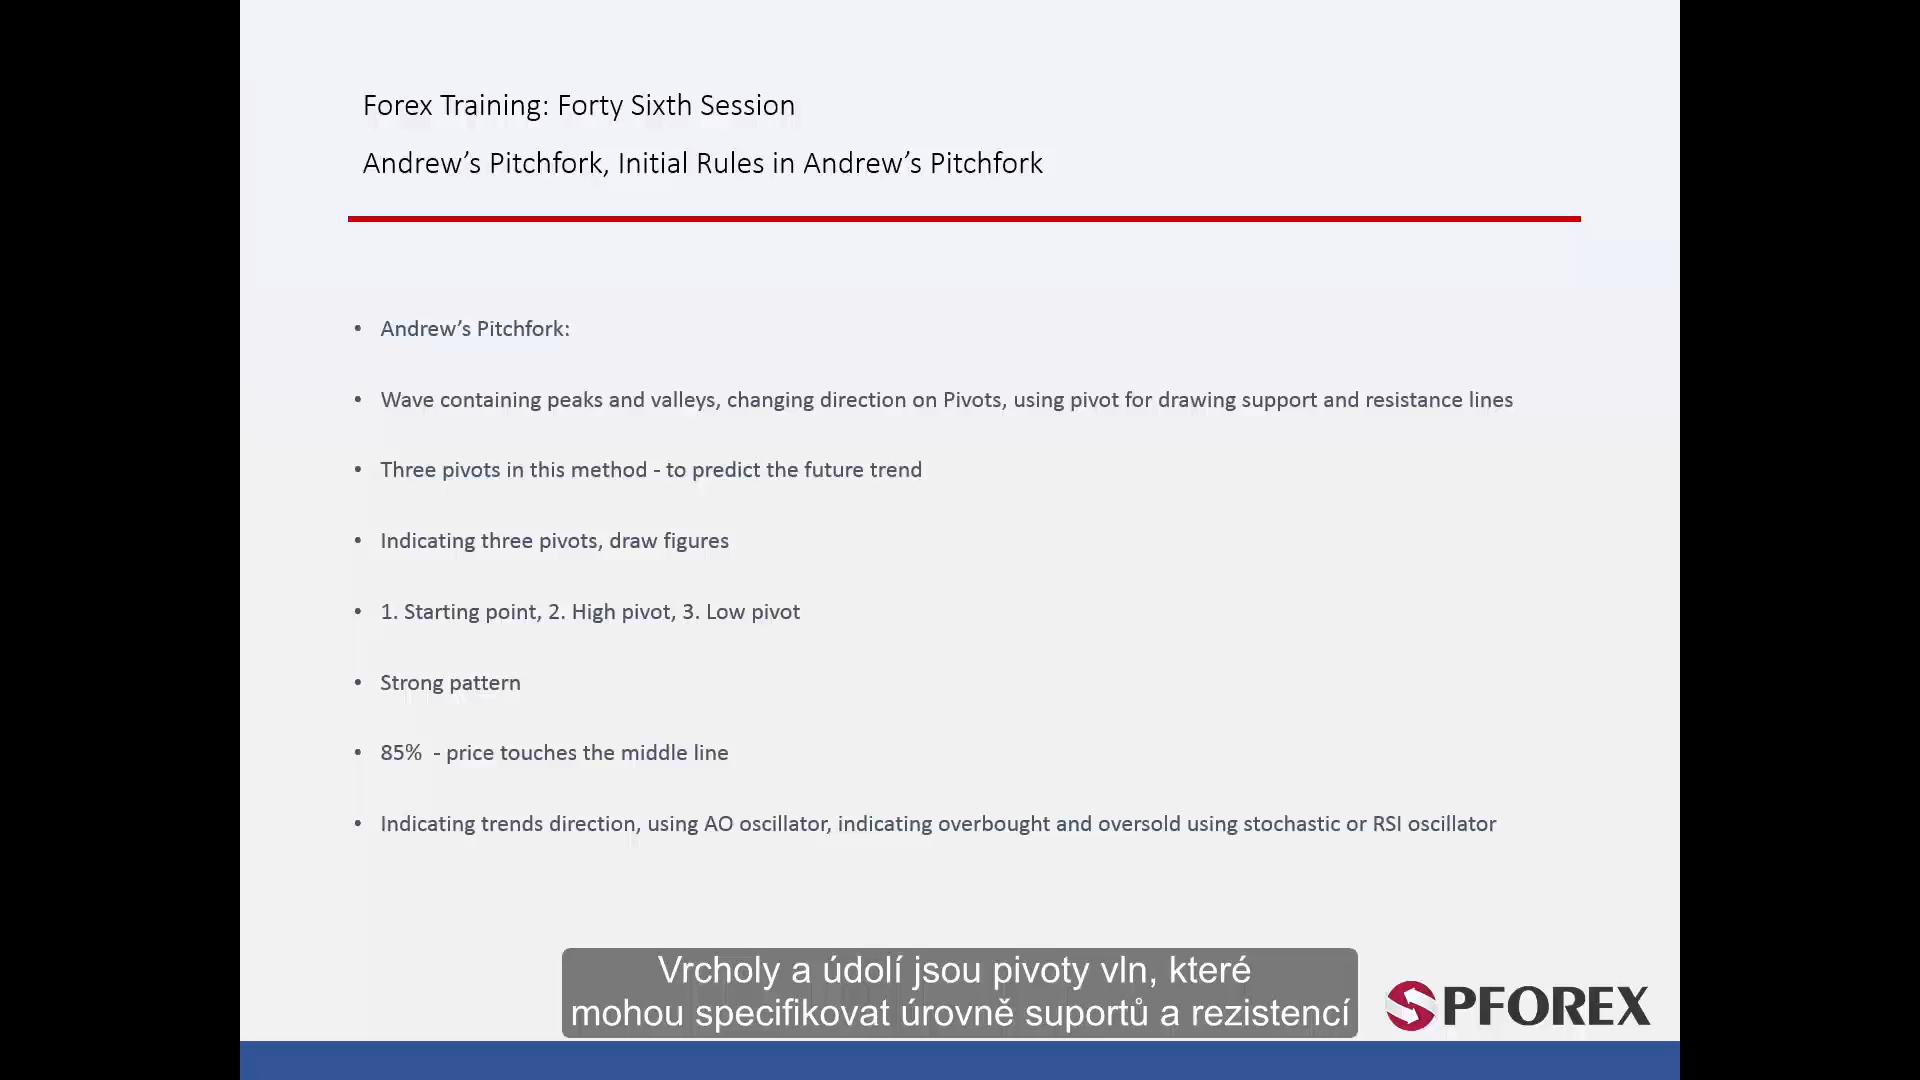 Forex Training: Forty Sixth Session
Andrew’s Pitchfork, Initial Rules in Andrew’s Pitchfork
• Andrew’s Pitchfork:
• Wave containing peaks and valleys, changing direction on Pivots, using pivot for drawing support and resistance lines
• Three pivots in this method - to predict the future trend
• Indicating three pivots, draw figures
• 1. Starting point, 2. High pivot, 3. Low pivot
• Strong pattern
• 85%  - price touches the middle line
• Indicating trends direction, using AO oscillator, indicating overbought and oversold using stochastic or RSI oscillator
Vrcholy a údolí jsou pivoty vln, které
mohou specifikovat úrovně suportů a rezistencí
PFOREX